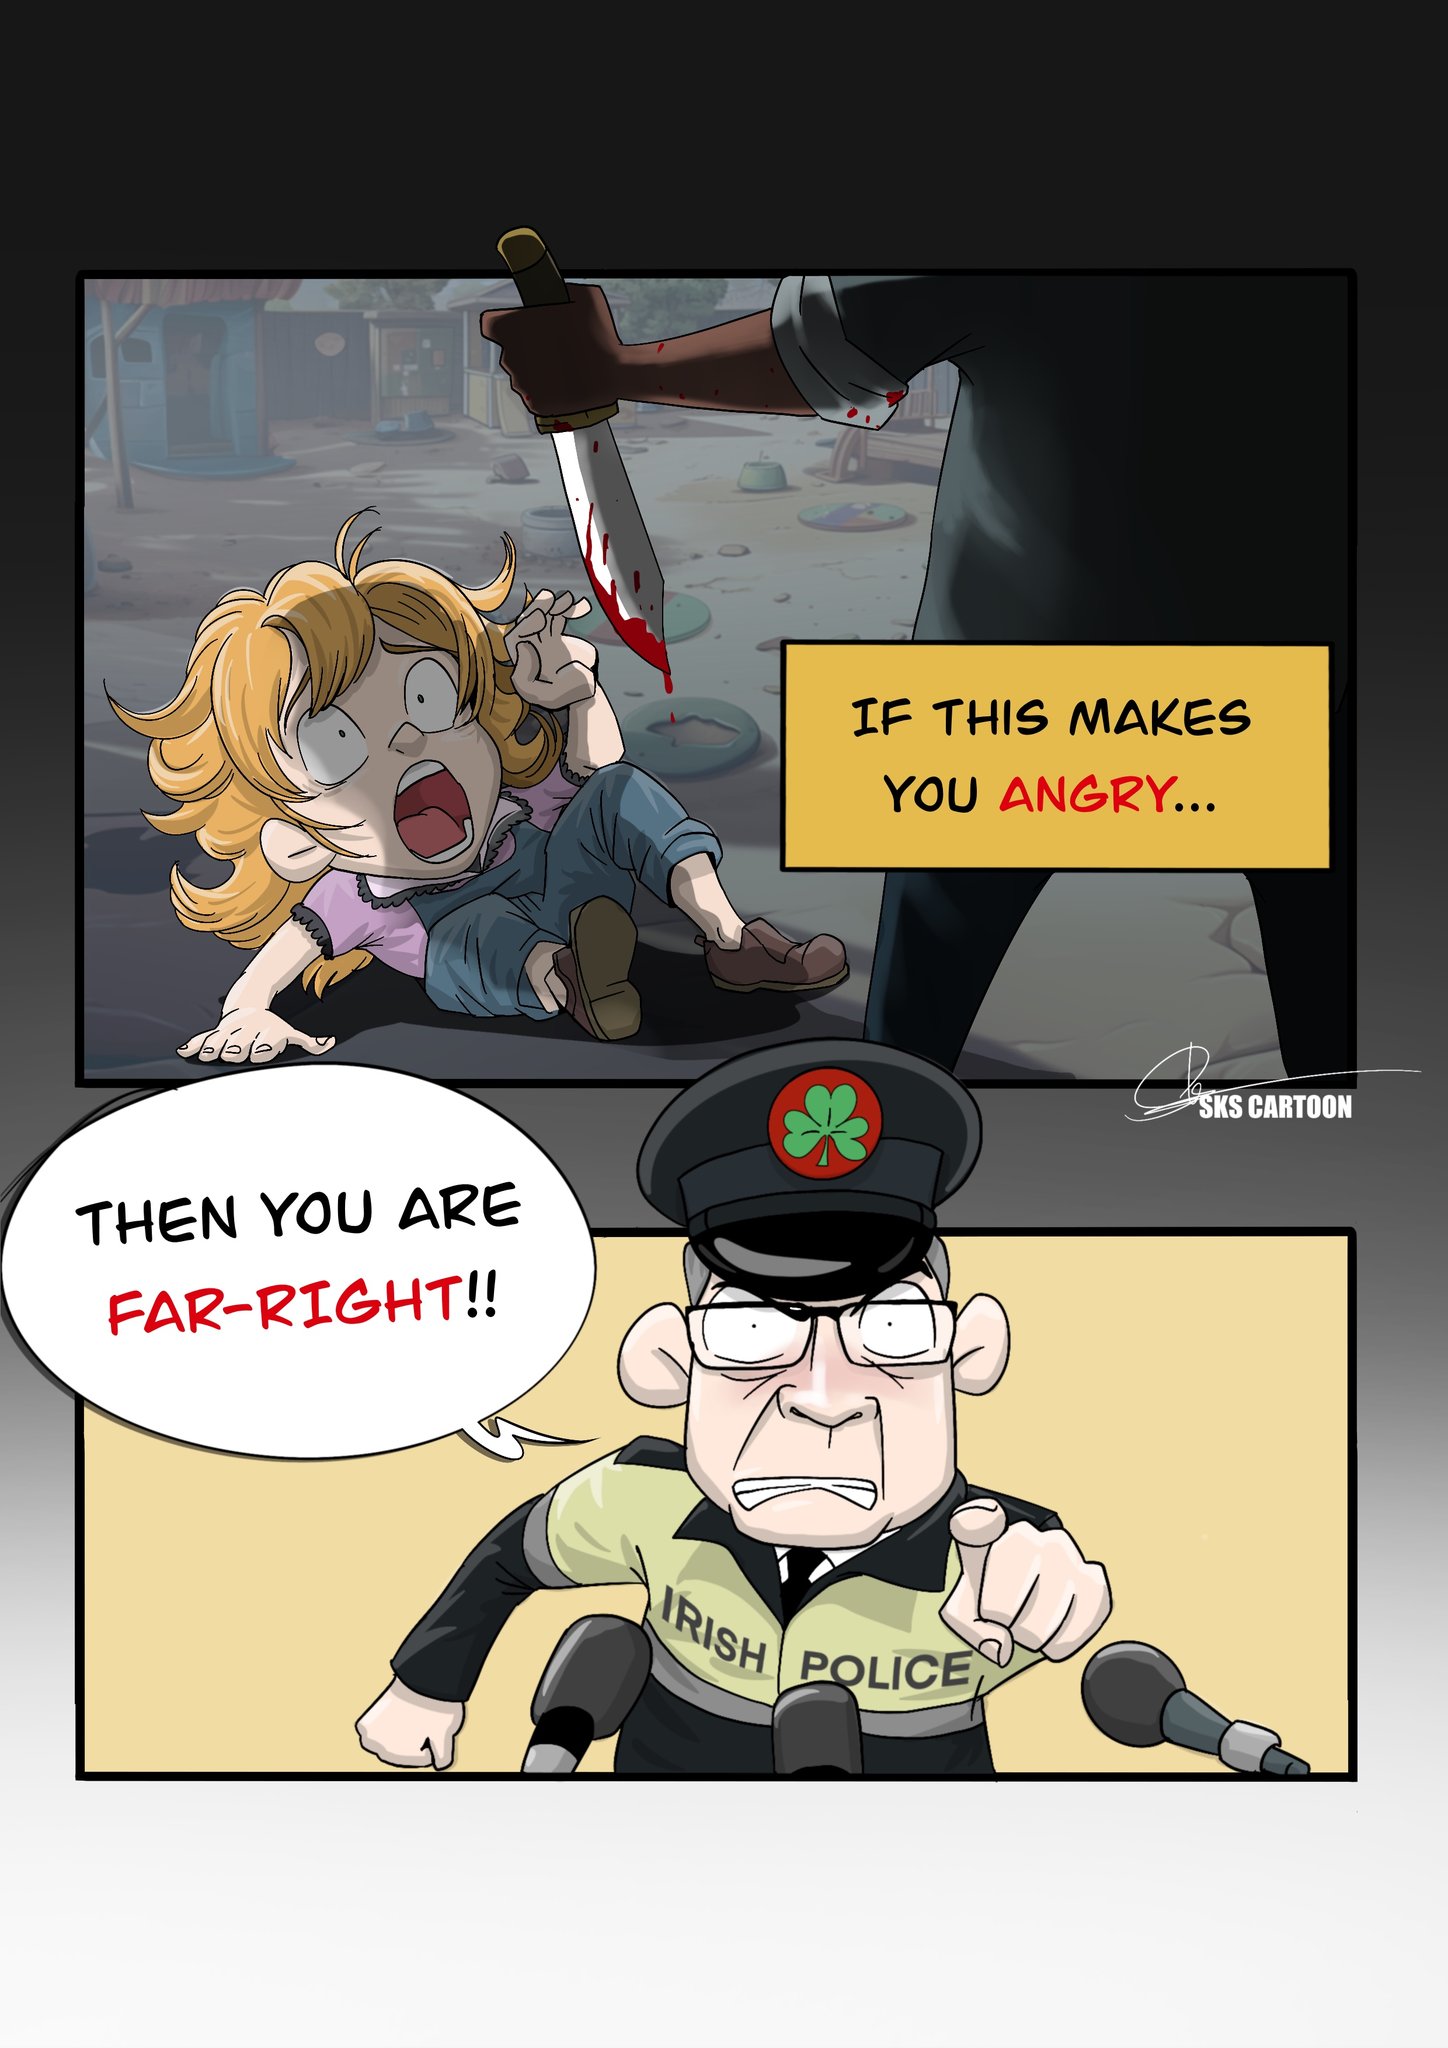 IF THIS MAKES
YOU ANGRY...
SKS CARTOON
THEN YOU ARE
FAR-RIGHT!!
IRISH POLICE